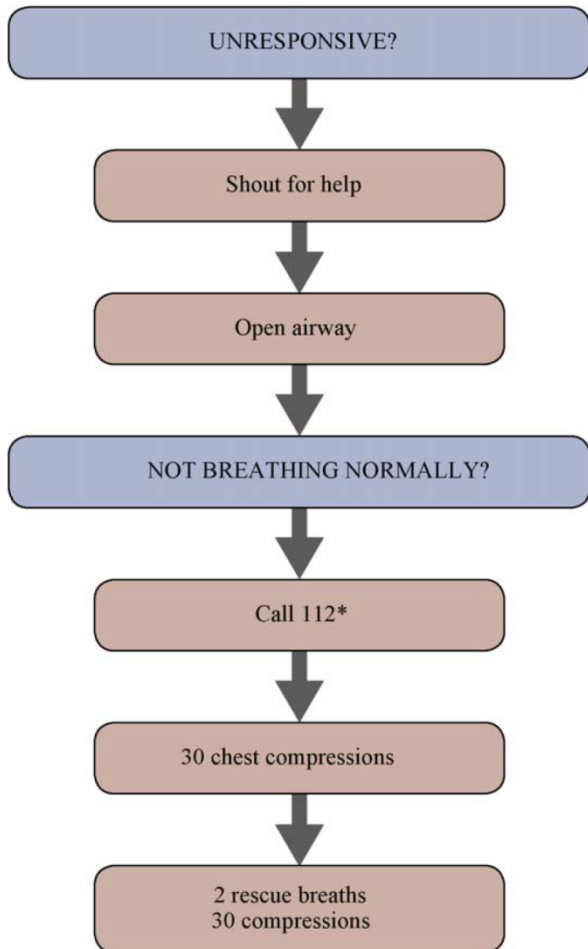 UNRESPONSIVE?
Shout for help
Open airway
NOT BREATHING NORMALLY?
Call 112*
30 chest compressions
2 rescue breaths
30 compressions